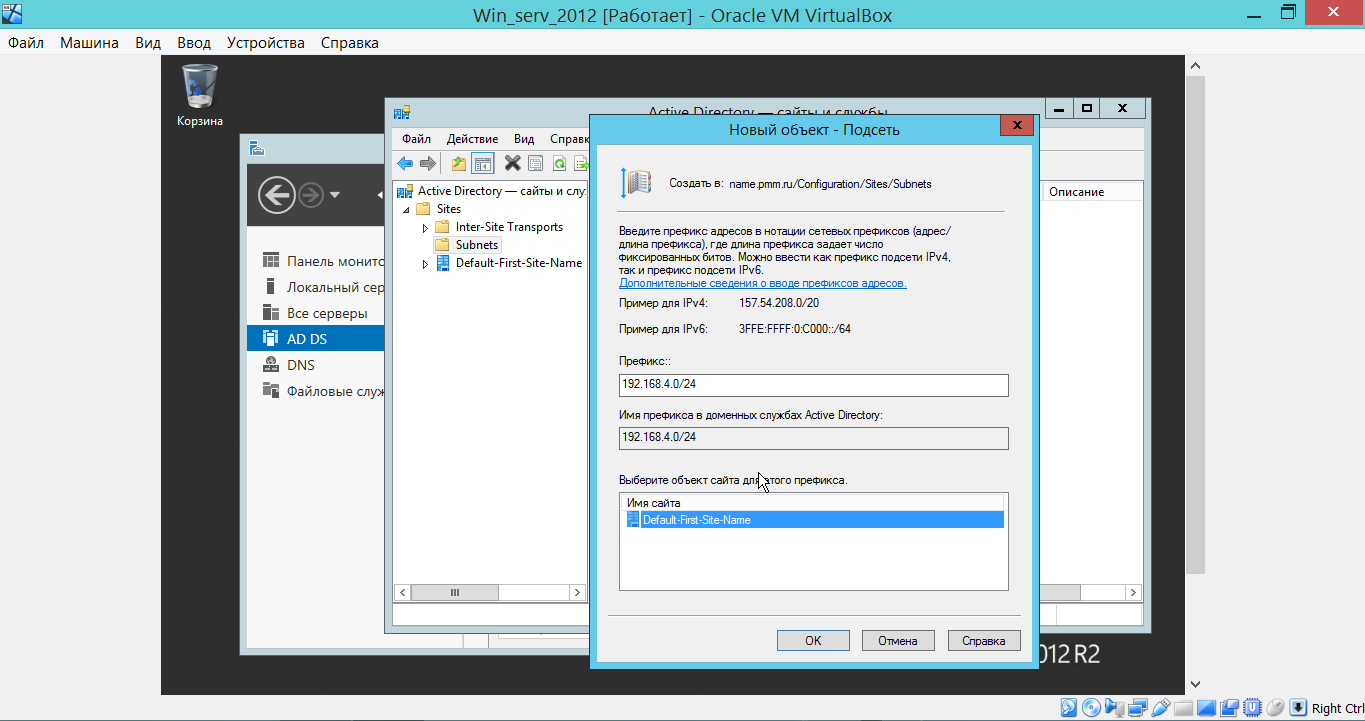 Win_serv_2012 [Работает] - Oracle VM VirtualBox
Файл Машина Вид Ввод Устройства Справка
Корзина
Active Directory — сайты и службы
Файл Действие Вид Справк
Новый объект - Подсеть
Active Directory — сайты и слу
Sites
Inter-Site Transports
Subnets
Default-First-Site-Name
Описание
Панель монито
Локальный сер
Все серверы
AD DS
DNS
Файловые служ
Создать в: name.pmm.ru/Configuration/Sites/Subnets
Введите префикс адресов в нотации сетевых префиксов (адрес/
длина префикса), где длина префикса задает число
фиксированных битов. Можно ввести как префикс подсети IPv4,
так и префикс подсети IPv6.
Дополнительные сведения о вводе префиксов адресов.
Пример для IPv4: 157.54.208.0/20
Пример для IPv6: 3FFE:FFFF:0:C000::/64
Префикс::
192.168.4.0/24
Имя префикса в доменных службах Active Directory:
192.168.4.0/24
Выберите объект сайта для этого префикса.
Имя сайта
Default-First-Site-Name
OK Отмена Справка
012 R2
Right Ctrl